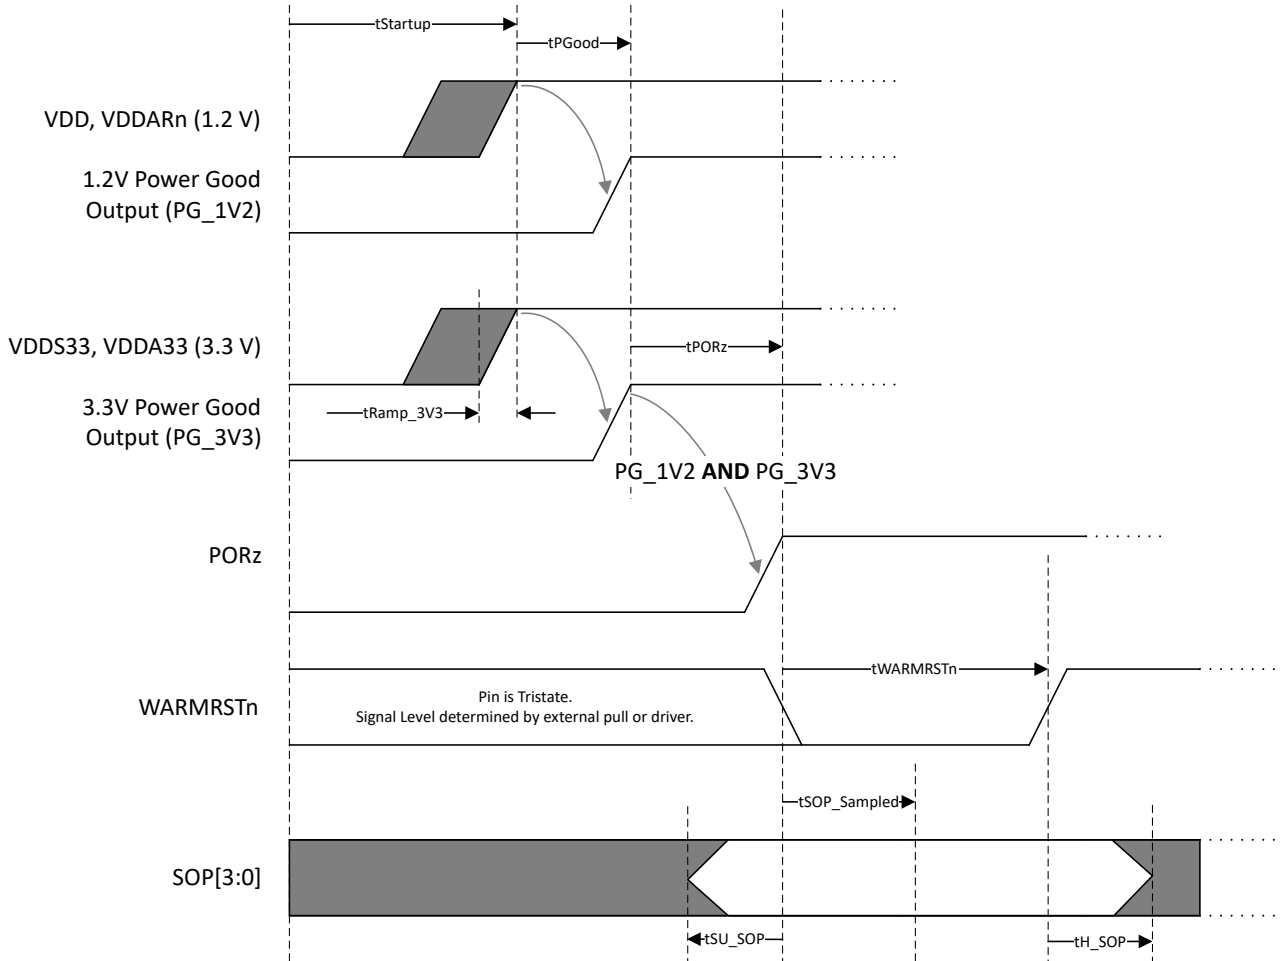 tStartup
tPGood
VDD, VDDARn (1.2 V)
1.2V Power Good
Output (PG_1V2)
VDDS33, VDDA33 (3.3 V)
tPORz
3.3V Power Good
Output (PG_3V3)
tRamp_3V3
PG_1V2 AND PG_3V3
PORz
tWARMRSTn
WARMRSTn
Pin is Tristate.
Signal Level determined by external pull or driver.
tSOP_Sampled
SOP[3:0]
tSU_SOP
tH_SOP